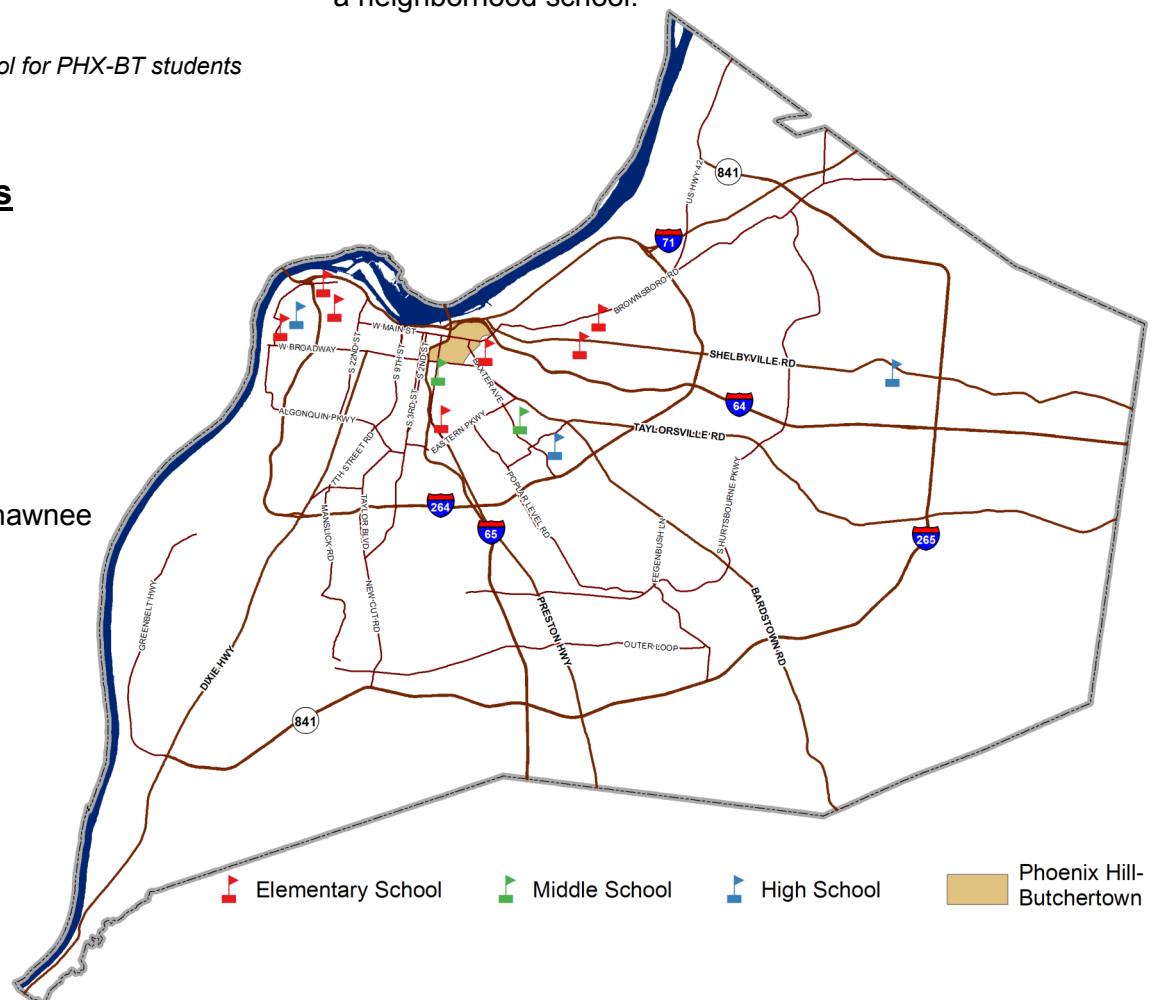 a neighborhood school.
ol for PHX-BT students
s
hawnee
US HWY 42
841
71
BROWNSBORO RD
W MAIN ST
W BROADWAY
S 22ND ST
S 9TH ST
S 2ND ST
S 3RD ST
BAXTER AVE
SHELBYVILLE RD
64
ALGONQUIN PKWY
EASTERN PKWY
TAYLORSVILLE RD
7TH STREET RD
POPLAR LEVEL RD
S HURTSBOURNE PKWY
264
65
265
MANSLICK RD
TAYLOR BLVD
FEGENBUSH LN
GREENBELT HWY
NEW CUT RD
PRESTON HWY
BARDSTOWN RD
OUTER LOOP
DIXIE HWY
841
Elementary School
Middle School
High School
Phoenix Hill-
Butchertown